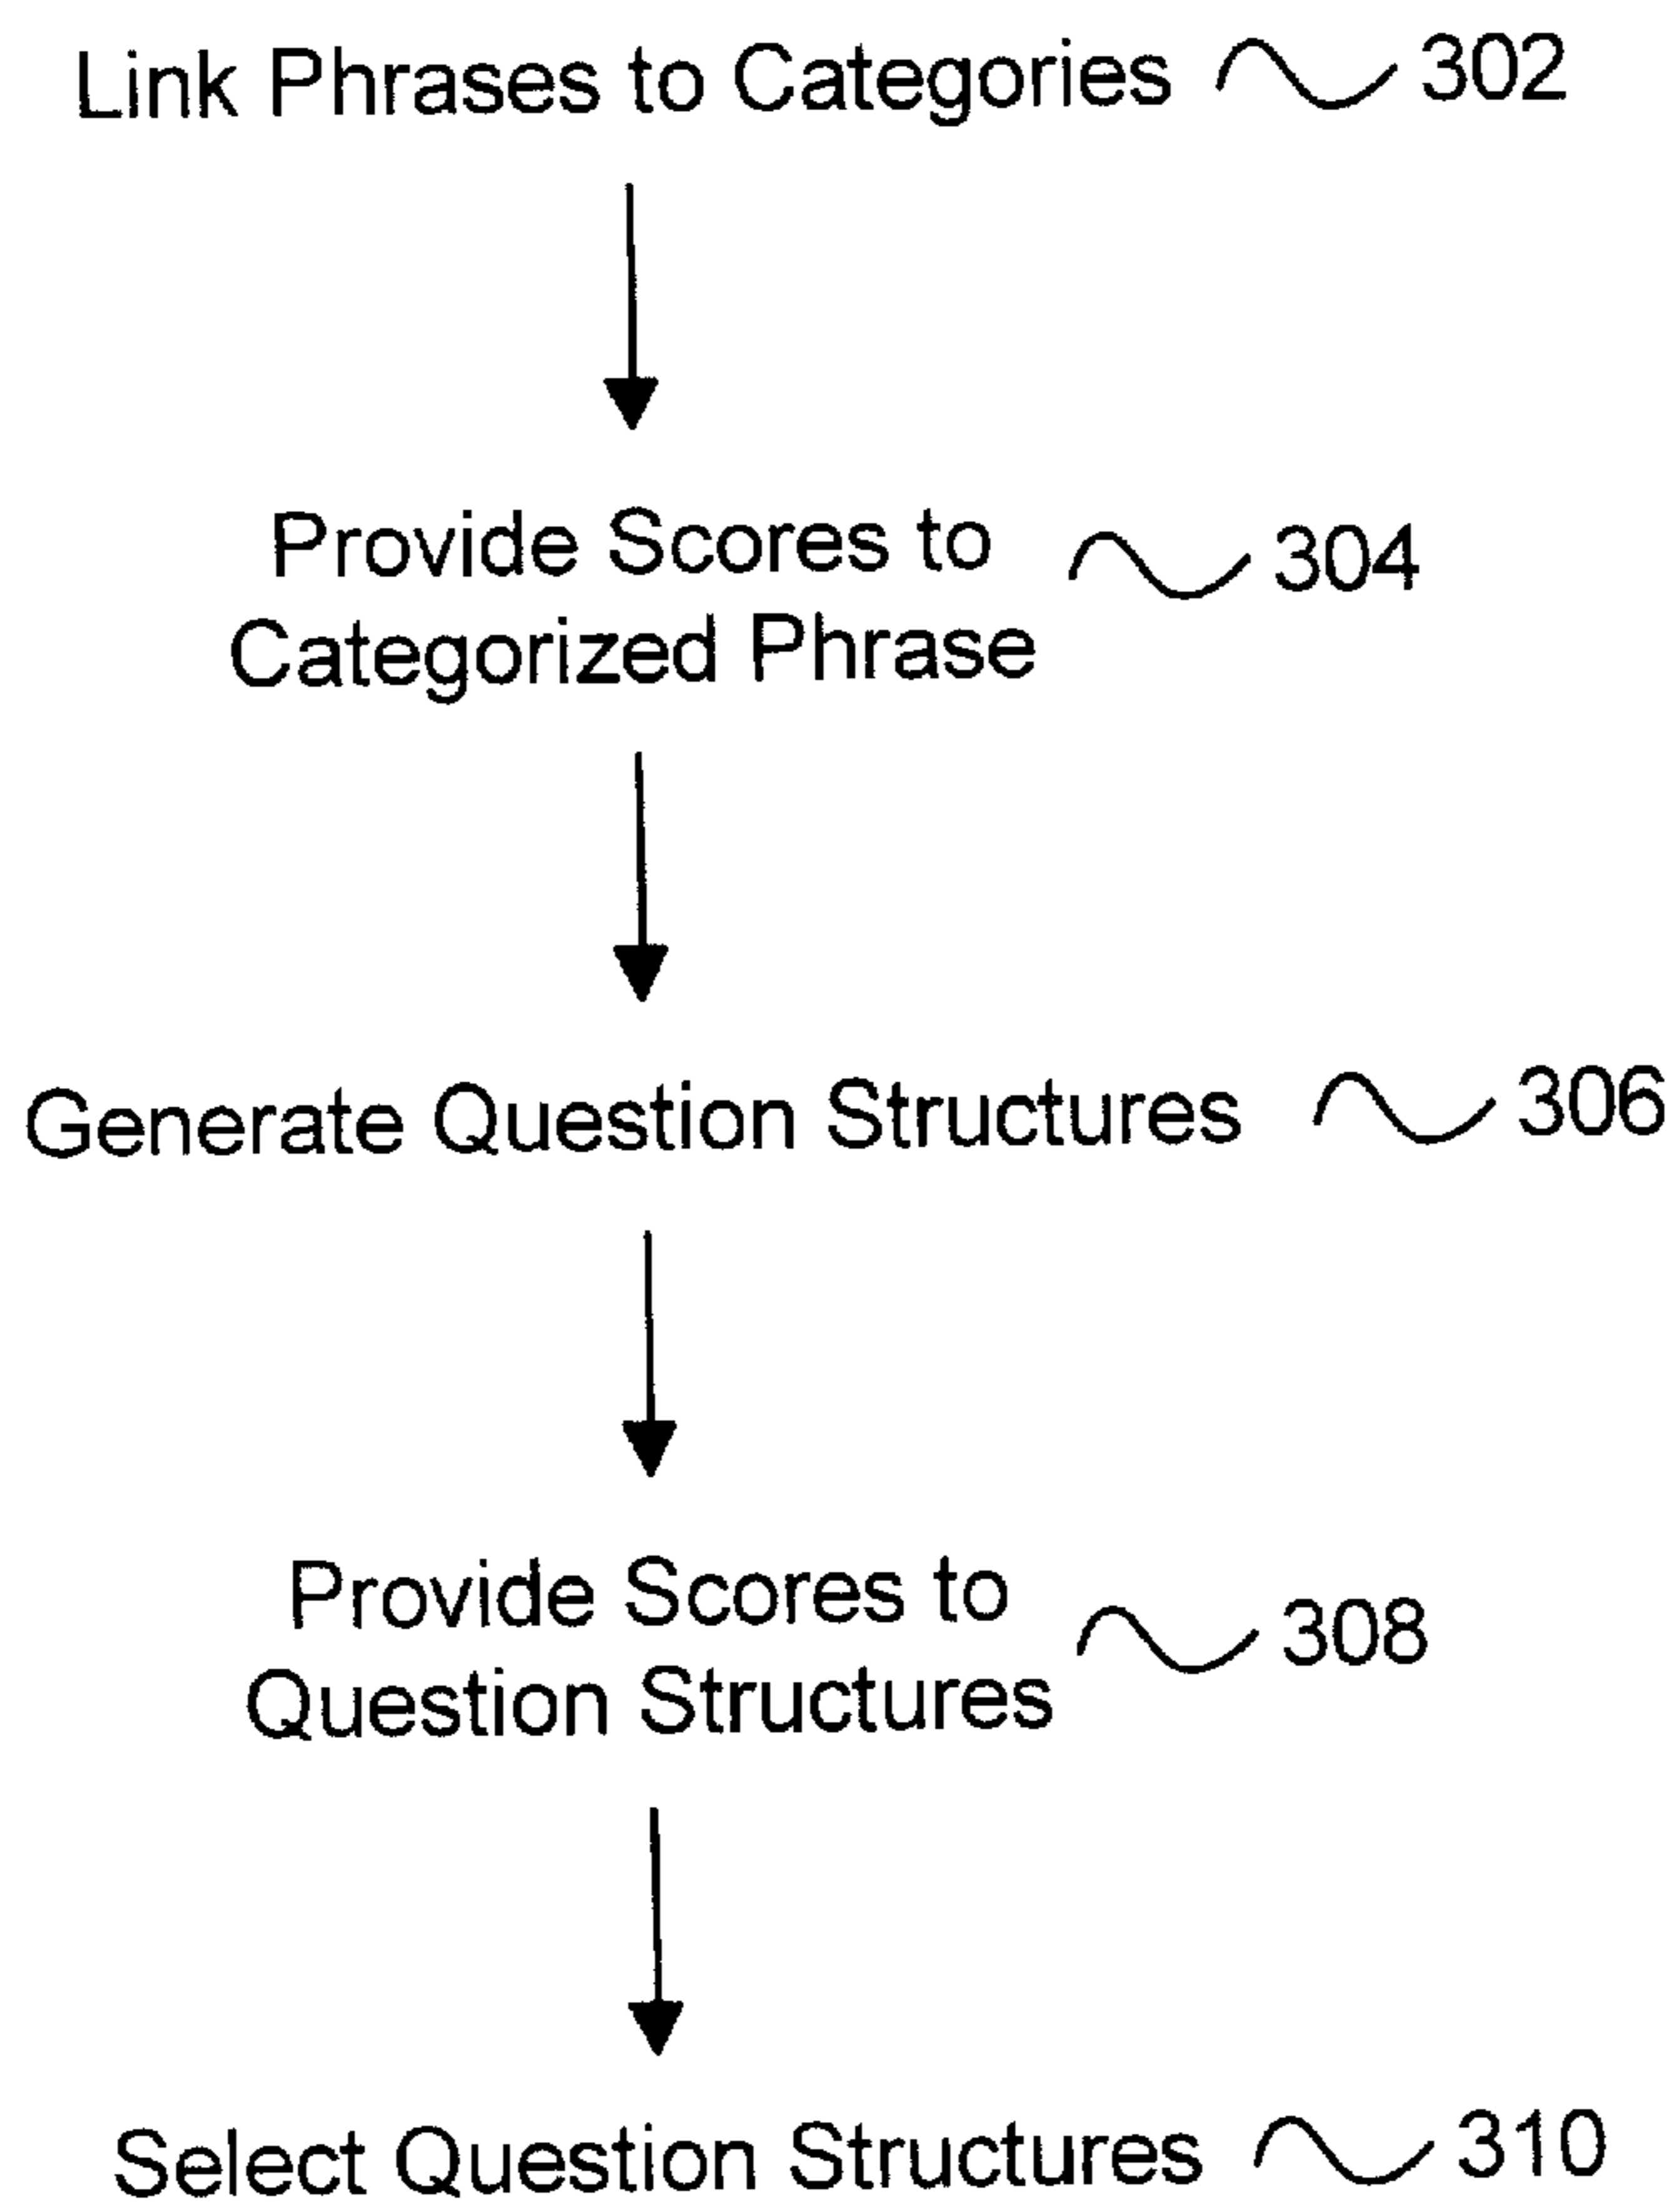 Link Phrases to Categories 302
Provide Scores to 304
Categorized Phrase
Generate Question Structures 306
Provide Scores to 308
Question Structures
Select Question Structures 310